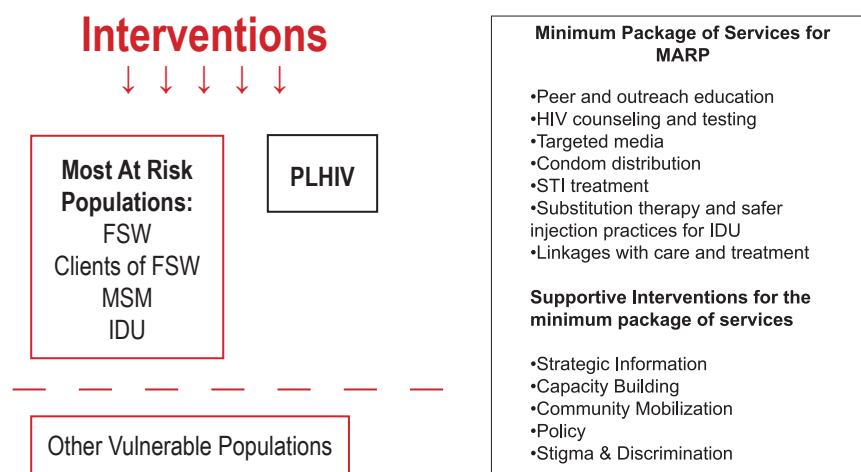 Interventions
↓ ↓ ↓ ↓ ↓
Most At Risk
Populations:
FSW
Clients of FSW
MSM
IDU
PLHIV
Other Vulnerable Populations
Minimum Package of Services for
MARP
•Peer and outreach education
•HIV counseling and testing
•Targeted media
•Condom distribution
•STI treatment
•Substitution therapy and safer
injection practices for IDU
•Linkages with care and treatment
Supportive Interventions for the
minimum package of services
•Strategic Information
•Capacity Building
•Community Mobilization
•Policy
•Stigma & Discrimination